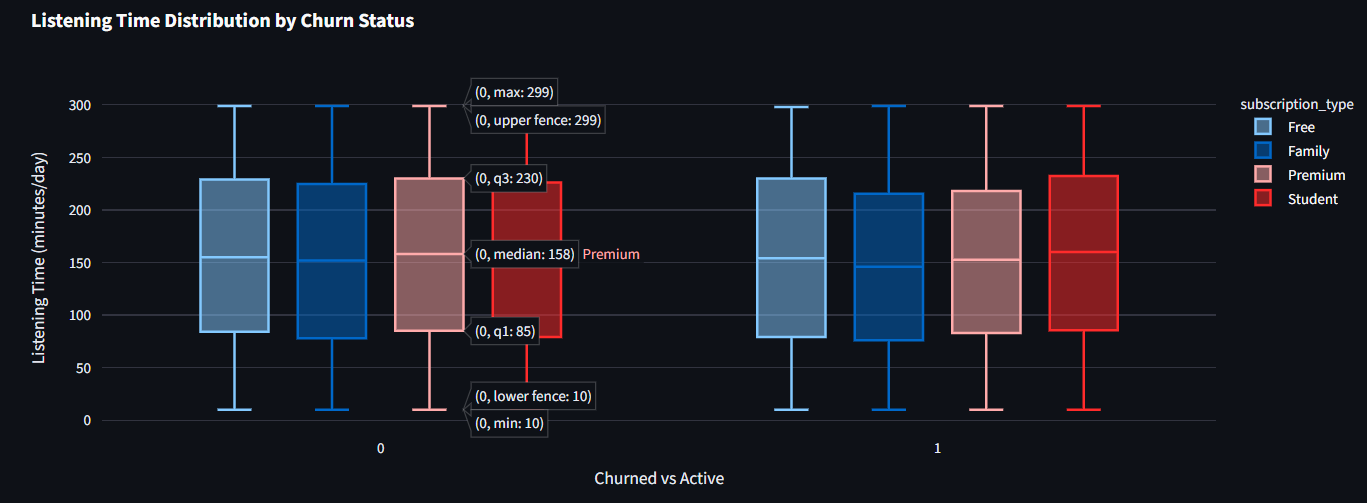 Listening Time Distribution by Churn Status
Listening Time (minutes/day)
300
250
200
150
100
50
0
(0, max: 299)
(0, upper fence: 299)
(0, q3: 230)
(0, median: 158) Premium
(0, q1: 85)
(0, lower fence: 10)
(0, min: 10)
0
1
Churned vs Active
subscription_type
Free
Family
Premium
Student